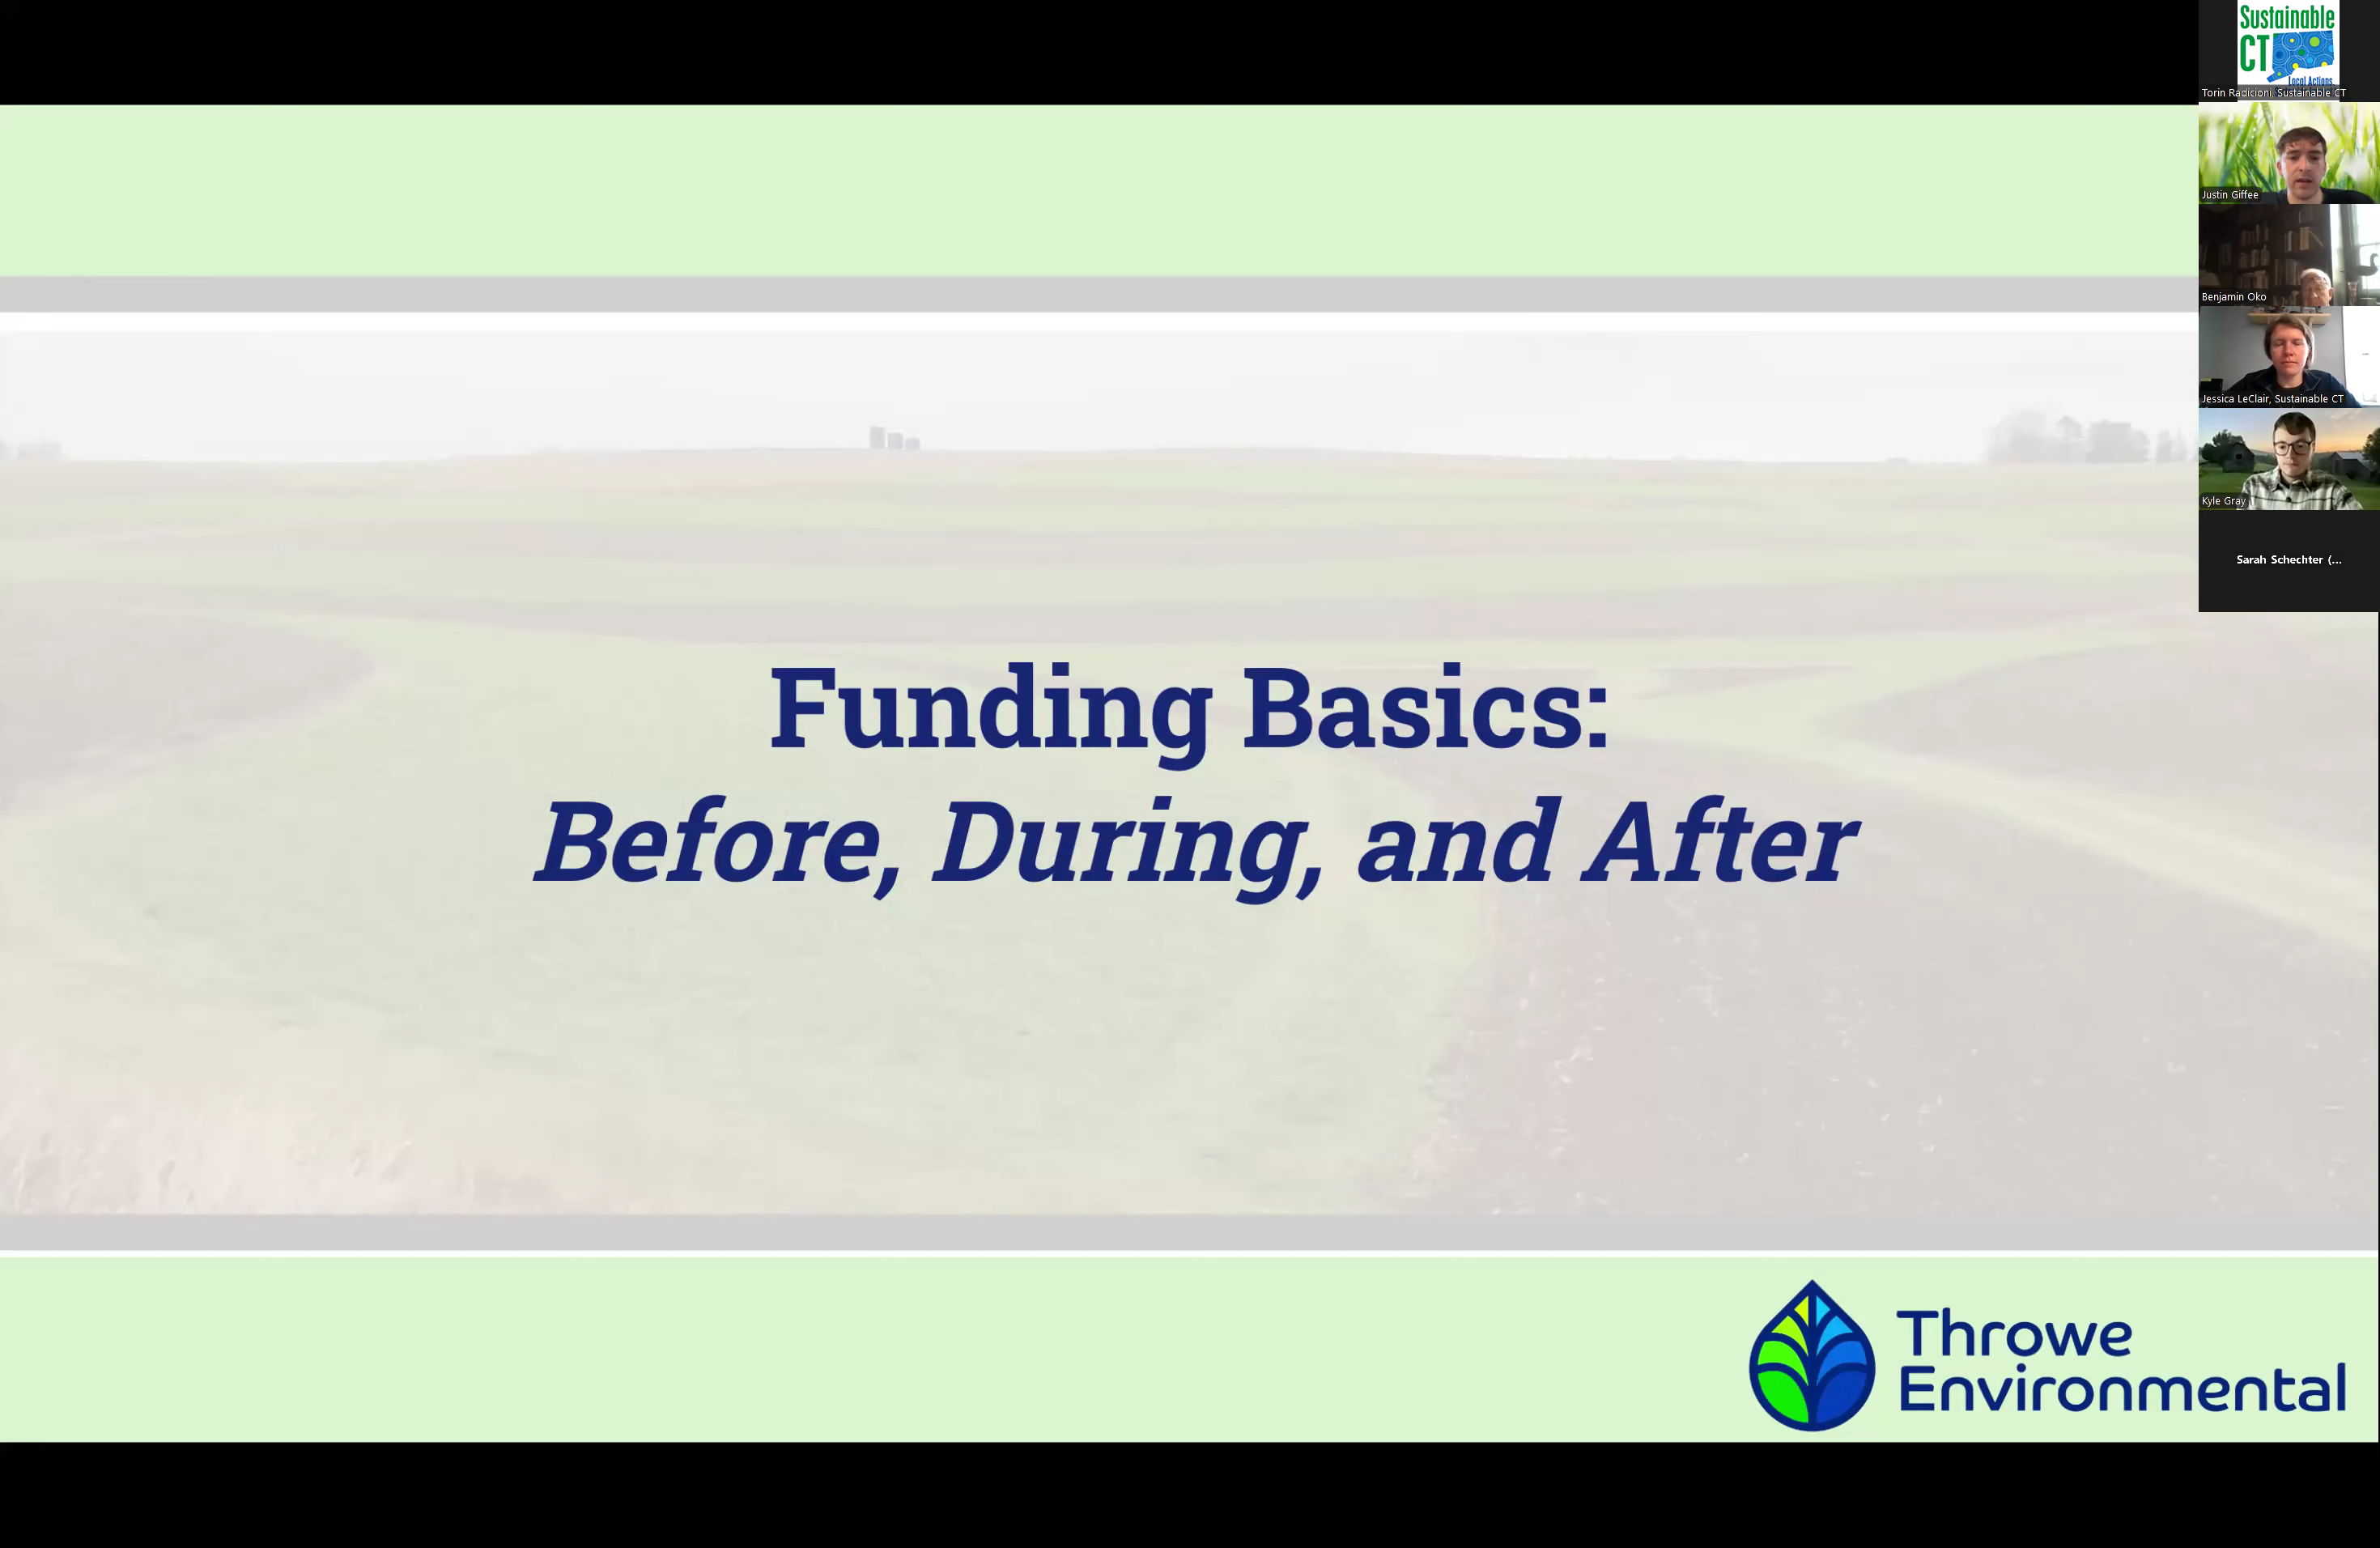 Sustainable
CT
Local Actions
Torin Radicioni, Sustainable CT
Justin Giffee
Benjamin Oko
Jessica LeClair, Sustainable CT
Kyle Gray
Sarah Schechter (...
Funding Basics:
Before, During, and After
Throwe
Environmental